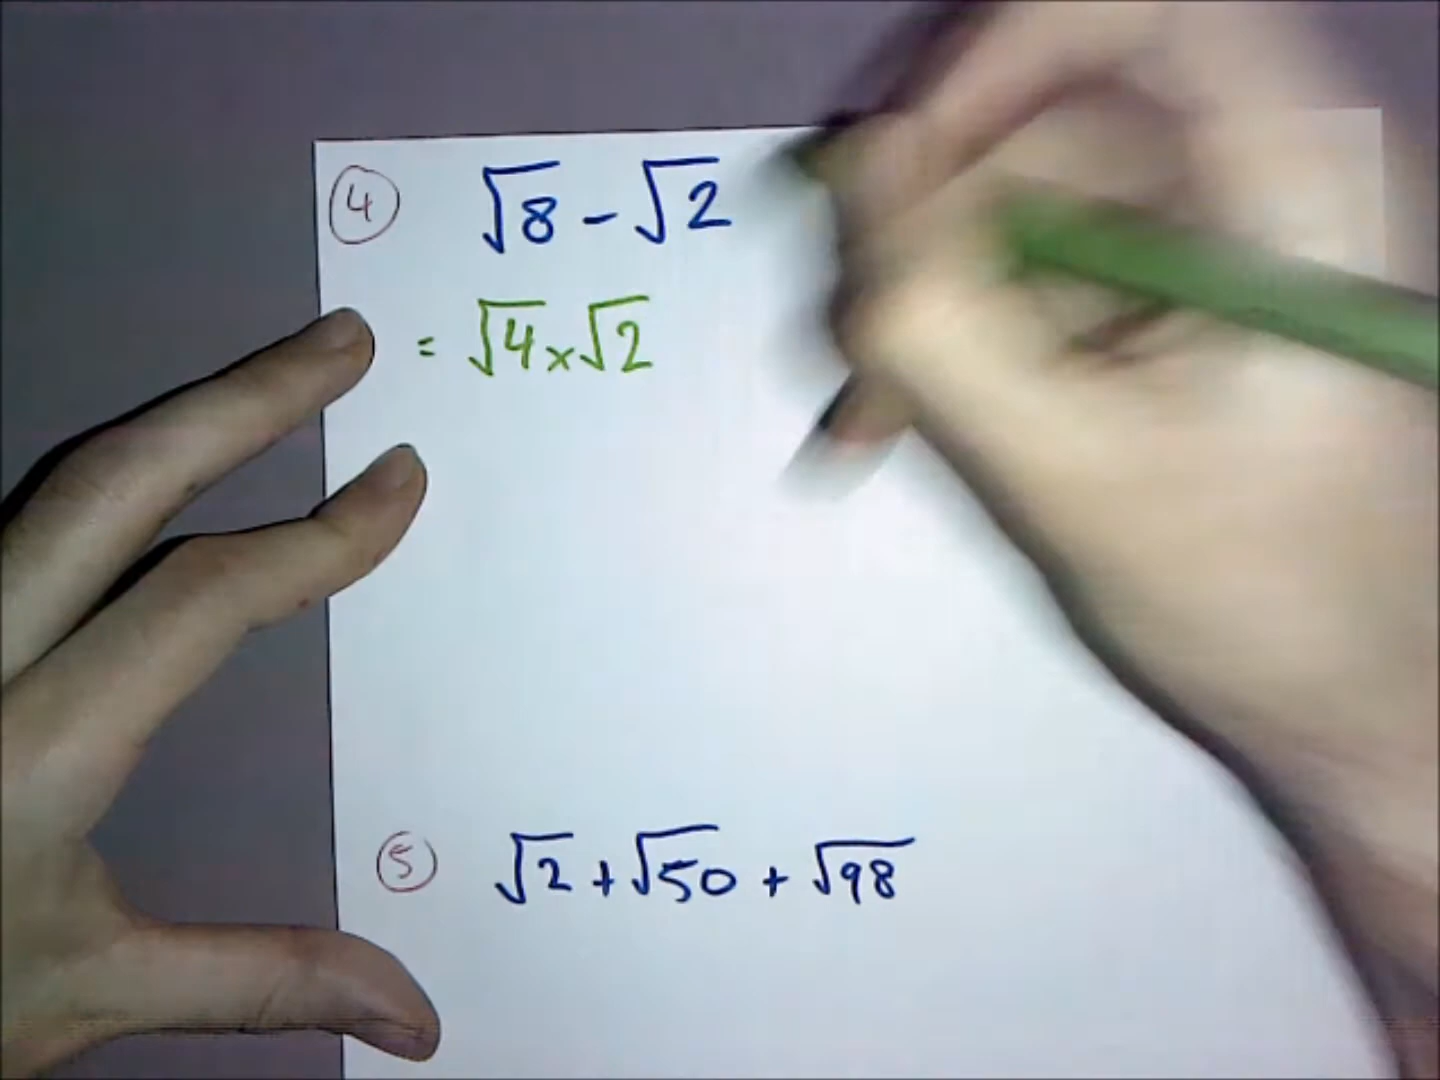 ④ √8 - √2
= √4 x √2
⑤ √2 + √50 + √98